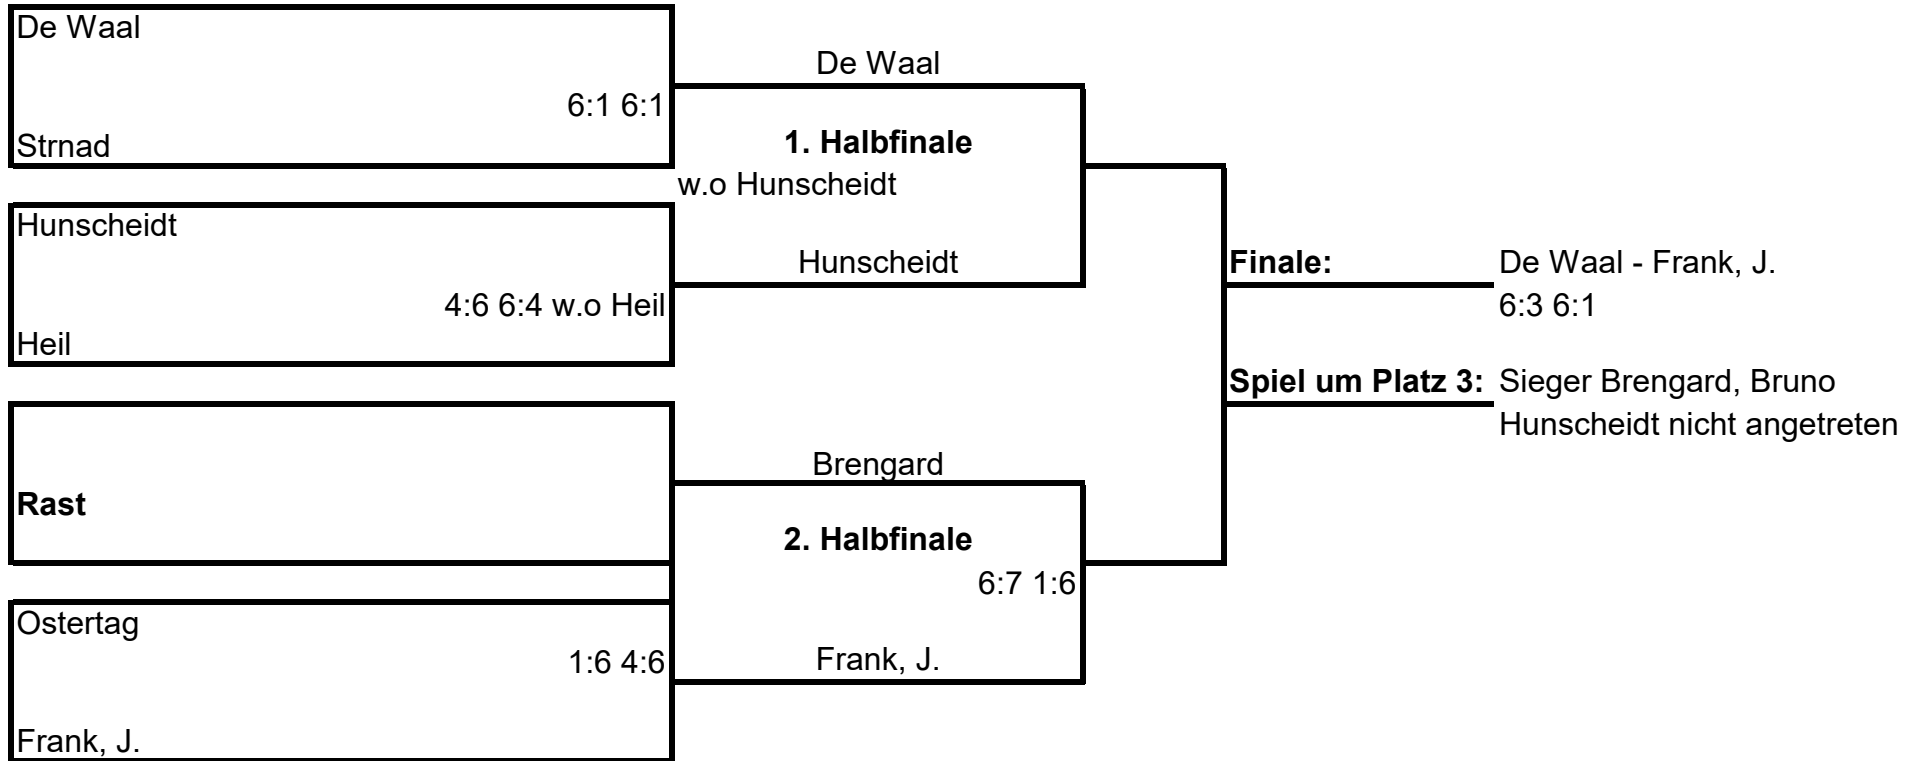 De Waal
6:1 6:1
Strnad
Hunscheidt
4:6 6:4 w.o Heil
Heil
Rast
Ostertag
1:6 4:6
Frank, J.
De Waal
1. Halbfinale
w.o Hunscheidt
Hunscheidt
Brengard
2. Halbfinale
6:7 1:6
Frank, J.
Finale:
De Waal - Frank, J.
6:3 6:1
Spiel um Platz 3:
Sieger Brengard, Bruno
Hunscheidt nicht angetreten